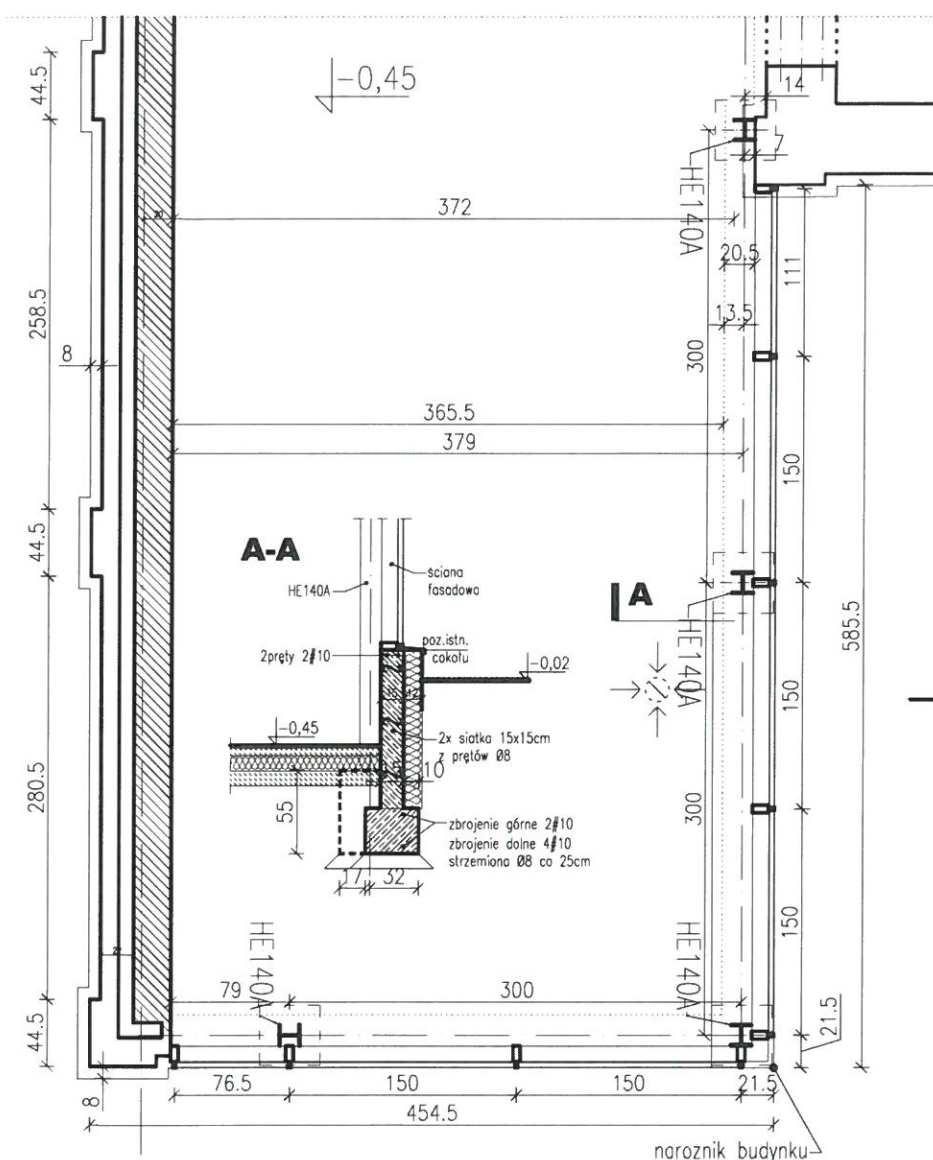 44.5
-0,45
14
7
HE140A
372
20.5
111
258.5
13.5
8
300
365.5
379
150
44.5
A-A
ściana
fasadowa
HE140A
A
585.5
2pręty 2#10
poz.istn.
cokołu
-0,02
HE140A
150
-0,45
2x siatka 15x15cm
z prętów Ø8
10
280.5
55
300
zbrojenie górne 2#10
zbrojenie dolne 4#10
strzemiona Ø8 co 25cm
17
32
150
HE140A
HE140A
79
300
44.5
21.5
76.5
150
150
21.5
8
454.5
naroznik budynku